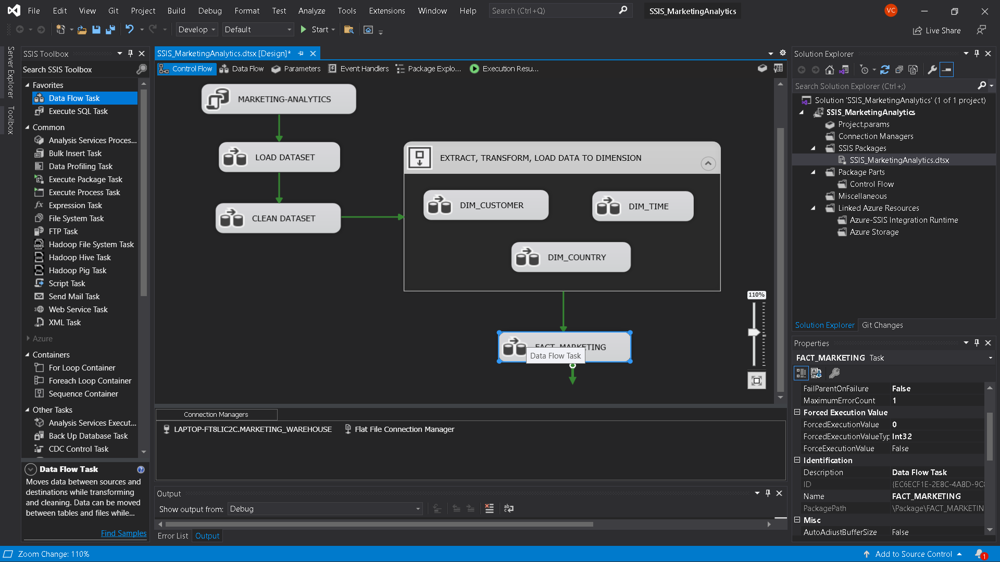 File Edit View Git Project Build Debug Format Test Analyze Tools Extensions Window Help Search (Ctrl+Q) SSIS_MarketingAnalytics VC
Develop Default Start Live Share
Server Explorer
Toolbox
SSIS Toolbox
Search SSIS Toolbox
Favorites
Data Flow Task
Execute SQL Task
Common
Analysis Services Proces...
Bulk Insert Task
Data Profiling Task
Execute Package Task
Execute Process Task
Expression Task
File System Task
FTP Task
Hadoop File System Task
Hadoop Hive Task
Hadoop Pig Task
Script Task
Send Mail Task
Web Service Task
XML Task
Azure
Containers
For Loop Container
Foreach Loop Container
Sequence Container
Other Tasks
Analysis Services Execut...
Back Up Database Task
CDC Control Task
Data Flow Task
Moves data between sources and
destinations while transforming
and cleaning. Data can be moved
between tables and files while...
Find Samples
SSIS_MarketingAnalytics.dtsx [Design]*
Control Flow Data Flow Parameters Event Handlers Package Explo... Execution Resu...
MARKETING-ANALYTICS
LOAD DATASET
CLEAN DATASET
EXTRACT, TRANSFORM, LOAD DATA TO DIMENSION
DIM_CUSTOMER
DIM_TIME
DIM_COUNTRY
FACT_MARKETING
Data Flow Task
110%
Connection Managers
LAPTOP-FT8LIC2C.MARKETING_WAREHOUSE Flat File Connection Manager
Output
Show output from: Debug
Error List Output
Solution Explorer
Search Solution Explorer (Ctrl+;)
Solution 'SSIS_MarketingAnalytics' (1 of 1 project)
SSIS_MarketingAnalytics
Project.params
Connection Managers
SSIS Packages
SSIS_MarketingAnalytics.dtsx
Package Parts
Control Flow
Miscellaneous
Linked Azure Resources
Azure-SSIS Integration Runtime
Azure Storage
Solution Explorer Git Changes
Properties
FACT_MARKETING Task
FailParentOnFailure False
MaximumErrorCount 1
Forced Execution Value
ForcedExecutionValue 0
ForcedExecutionValueTyp Int32
ForceExecutionValue False
Identification
Description Data Flow Task
ID {EC6ECF1E-2E8C-4A8D-9C8
Name FACT_MARKETING
PackagePath \Package\FACT_MARKETIN
Misc
AutoAdjustBufferSize False
Zoom Change: 110% Add to Source Control 1